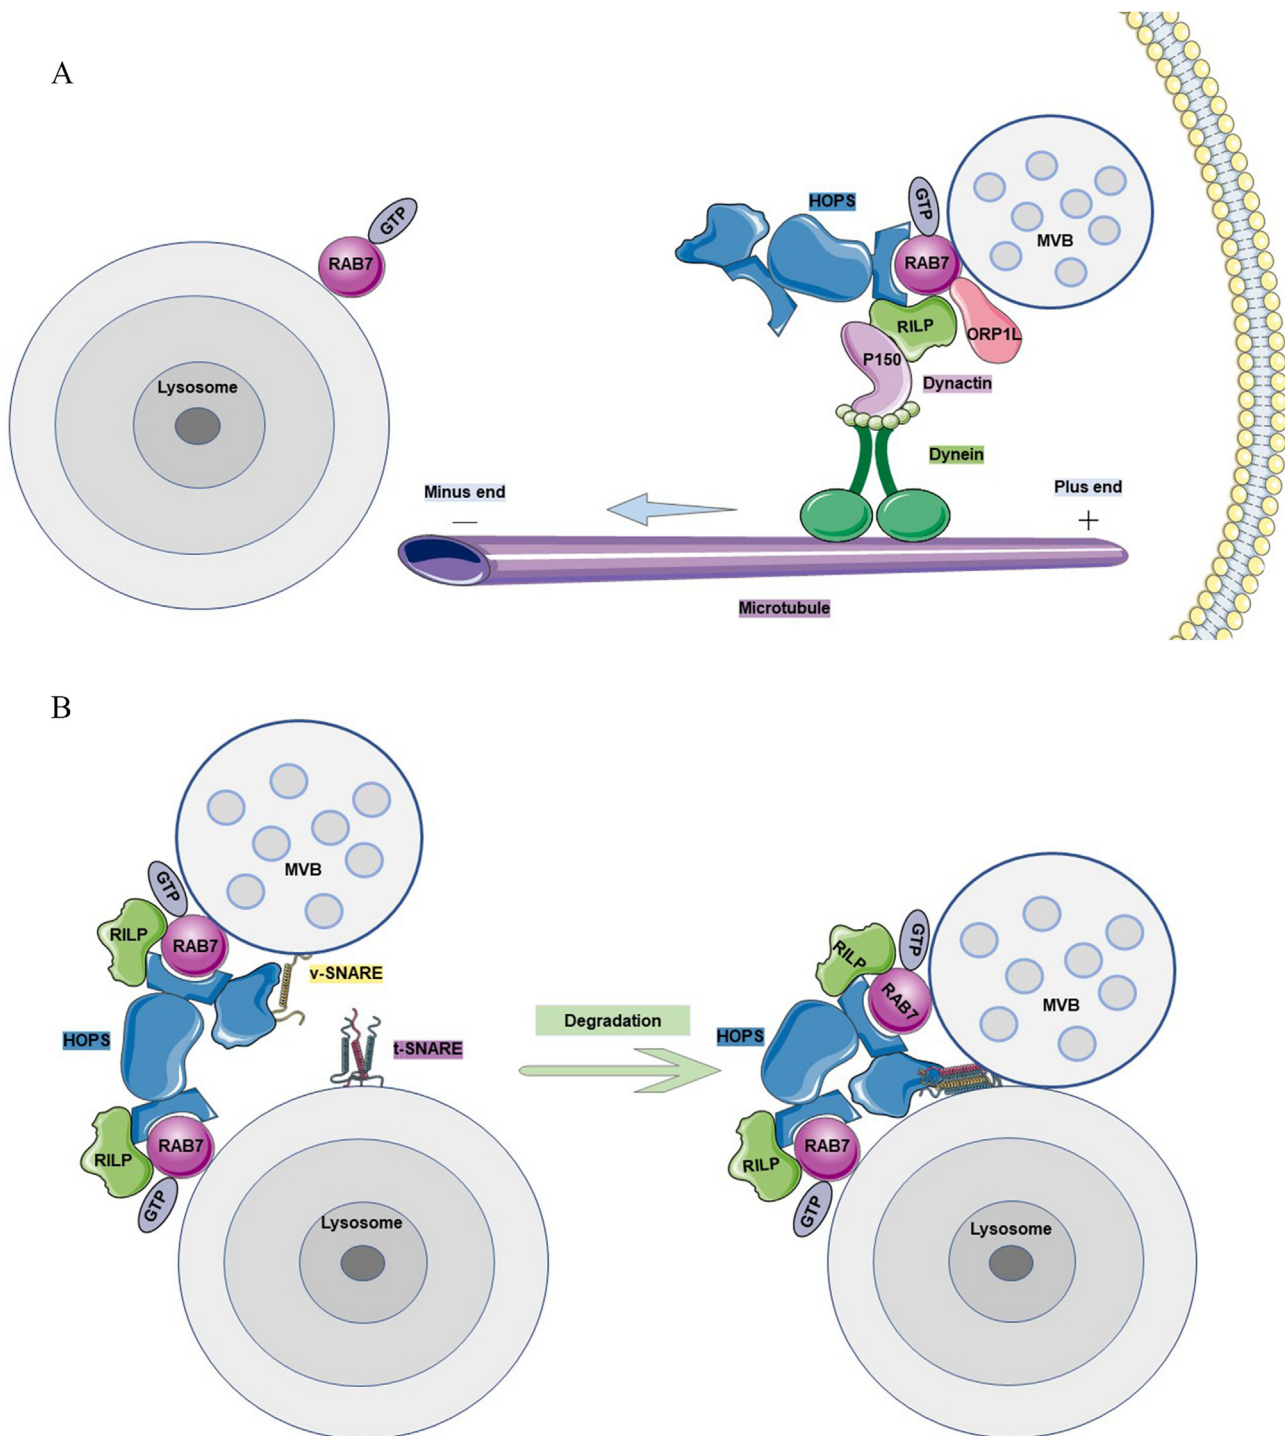 A
GTP
RAB7
Lysosome
HOPS
GTP
RAB7
MVB
RILP
ORP1L
P150
Dynactin
Dynein
Minus end
—
Plus end
+
Microtubule
B
MVB
GTP
RILP
RAB7
v-SNARE
HOPS
t-SNARE
RAB7
RILP
GTP
Lysosome
Degradation
MVB
GTP
RILP
RAB7
HOPS
RAB7
RILP
GTP
Lysosome